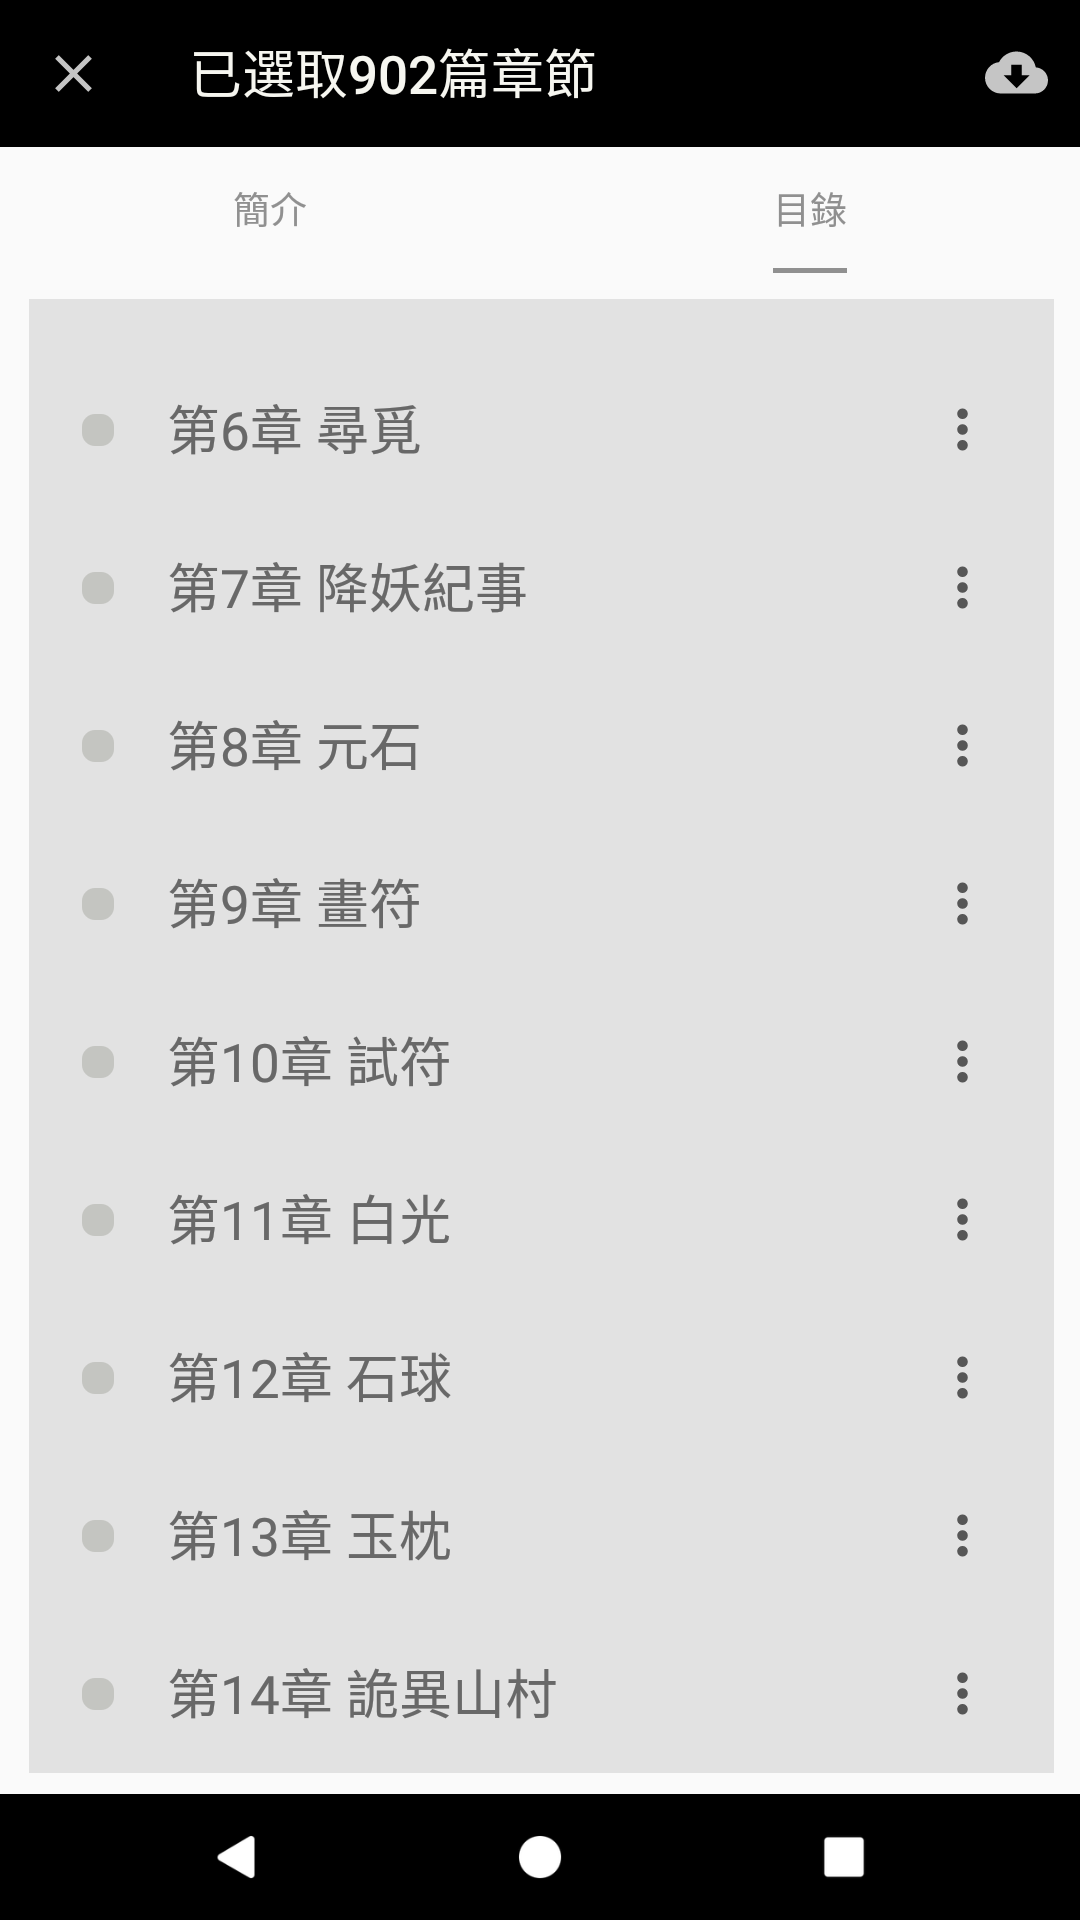 已選取902篇章節
簡介
目錄
第6章 尋覓
第7章 降妖紀事
第8章 元石
第9章 畫符
第10章 試符
第11章 白光
第12章 石球
第13章 玉枕
第14章 詭異山村